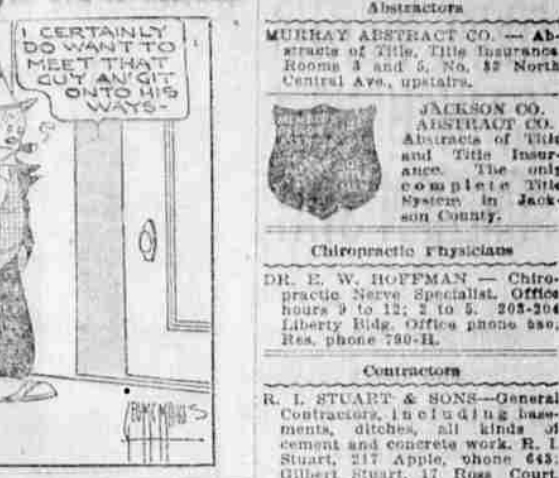 I CERTAINLY
DO WANT TO
MEET THAT
GUY AN' GIT
ONTO HIS
WAYS-
Abstractors
MURRAY ABSTRACT CO. — Ab-
stracts of Title, Title Insurance
Rooms 3 and 5, No. 32 North
Central Ave., upstairs.
JACKSON CO.
ABSTRACT CO.
Abstracts of Title
and Title Insur-
ance. The only
complete Title
System in Jack-
son County.
Chiropractic Physicians
DR. E. W. HOFFMAN — Chiro-
practic Nerve Specialist. Office
hours 9 to 12; 2 to 5. 203-204
Liberty Bldg. Office phone
Res. phone 790-H.
Contractors
R. I. STUART & SONS—General
Contractors, including base-
ments, ditches, all kinds of
cement and concrete work. R. I.
Stuart, 217 Apple, phone 643;
Gilbert Stuart, 17 Ross Court,